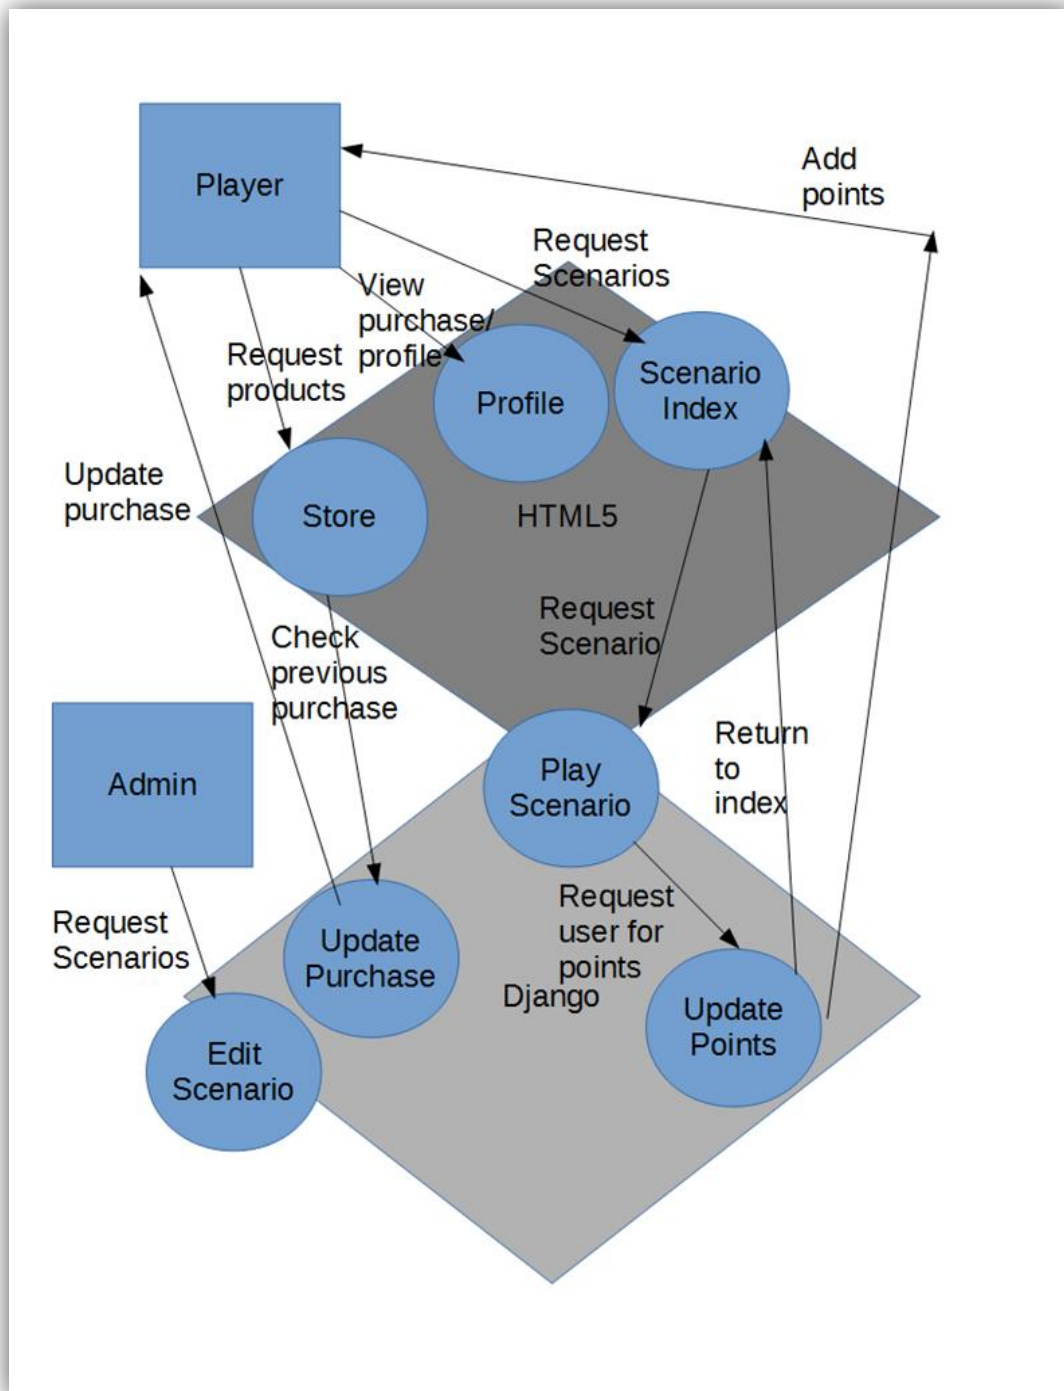 Player
Add
points
Request
Scenarios
View
purchase/
profile
Request
products
Scenario
Index
Profile
Update
purchase
Store
HTML5
Request
Scenario
Check
previous
purchase
Admin
Play
Scenario
Return
to
index
Request
Scenarios
Request
user for
points
Update
Purchase
Django
Update
Points
Edit
Scenario